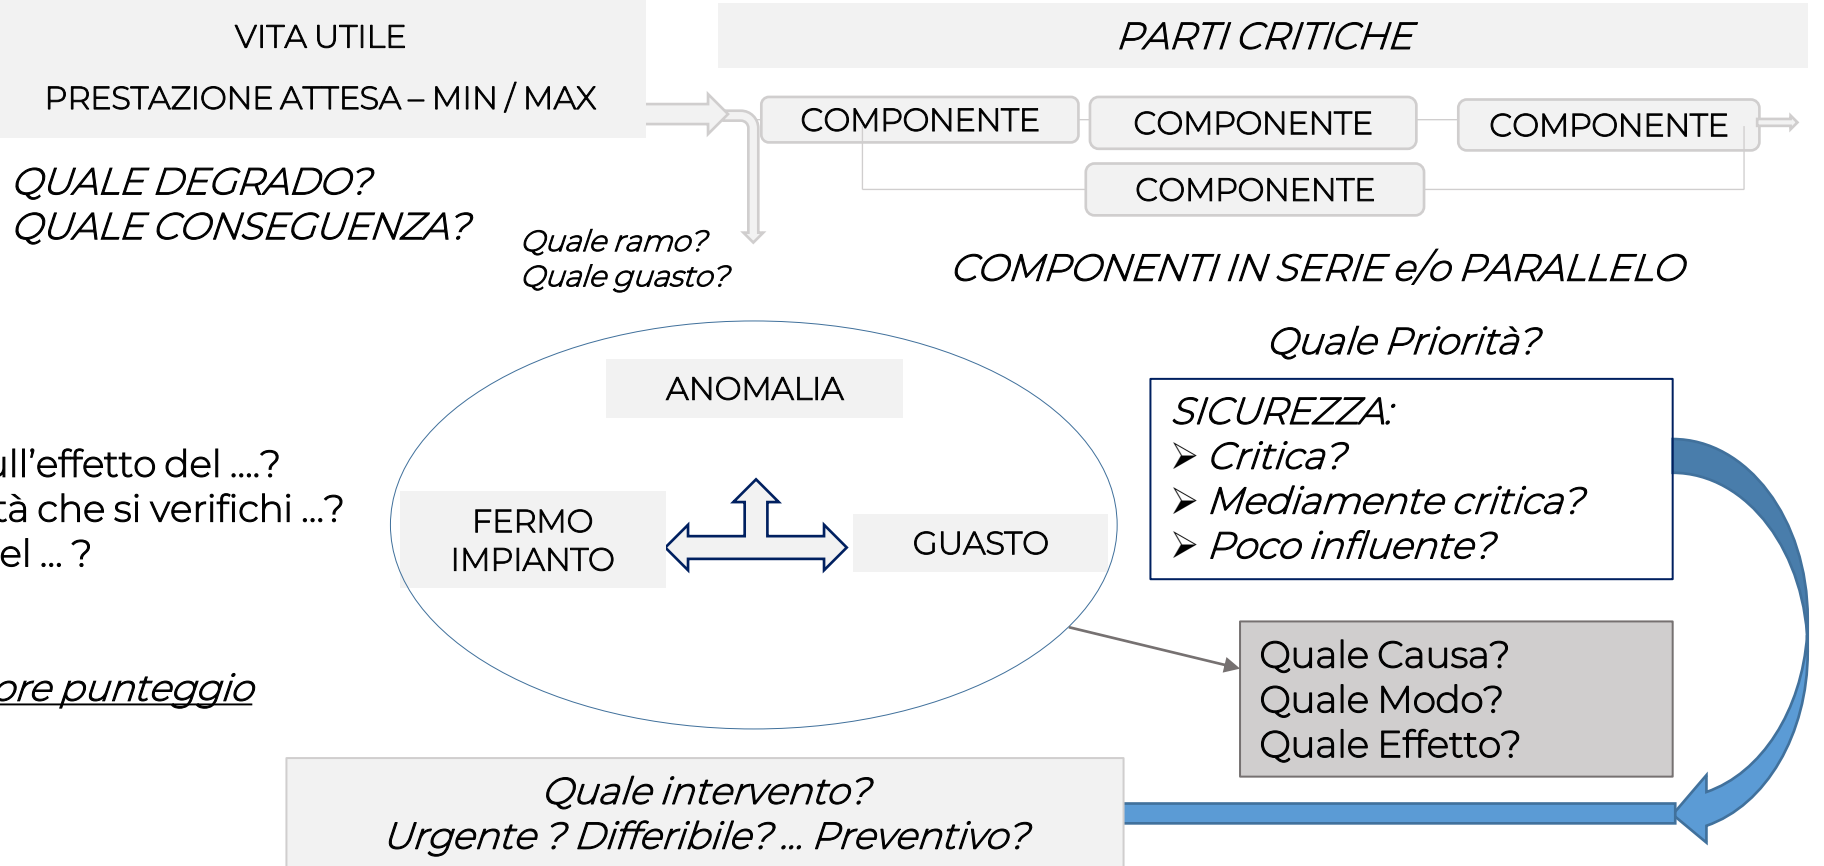 VITA UTILE
PRESTAZIONE ATTESA – MIN / MAX
PARTI CRITICHE
COMPONENTE
COMPONENTE
COMPONENTE
COMPONENTE
QUALE DEGRADO?
QUALE CONSEGUENZA?
Quale ramo?
Quale guasto?
COMPONENTI IN SERIE e/o PARALLELO
Quale Priorità?
ANOMALIA
FERMO
IMPIANTO
GUASTO
SICUREZZA:
➢ Critica?
➢ Mediamente critica?
➢ Poco influente?
ull’effetto del ....?
tà che si verifichi ...?
el ... ?
ore punteggio
Quale Causa?
Quale Modo?
Quale Effetto?
Quale intervento?
Urgente ? Differibile? ... Preventivo?